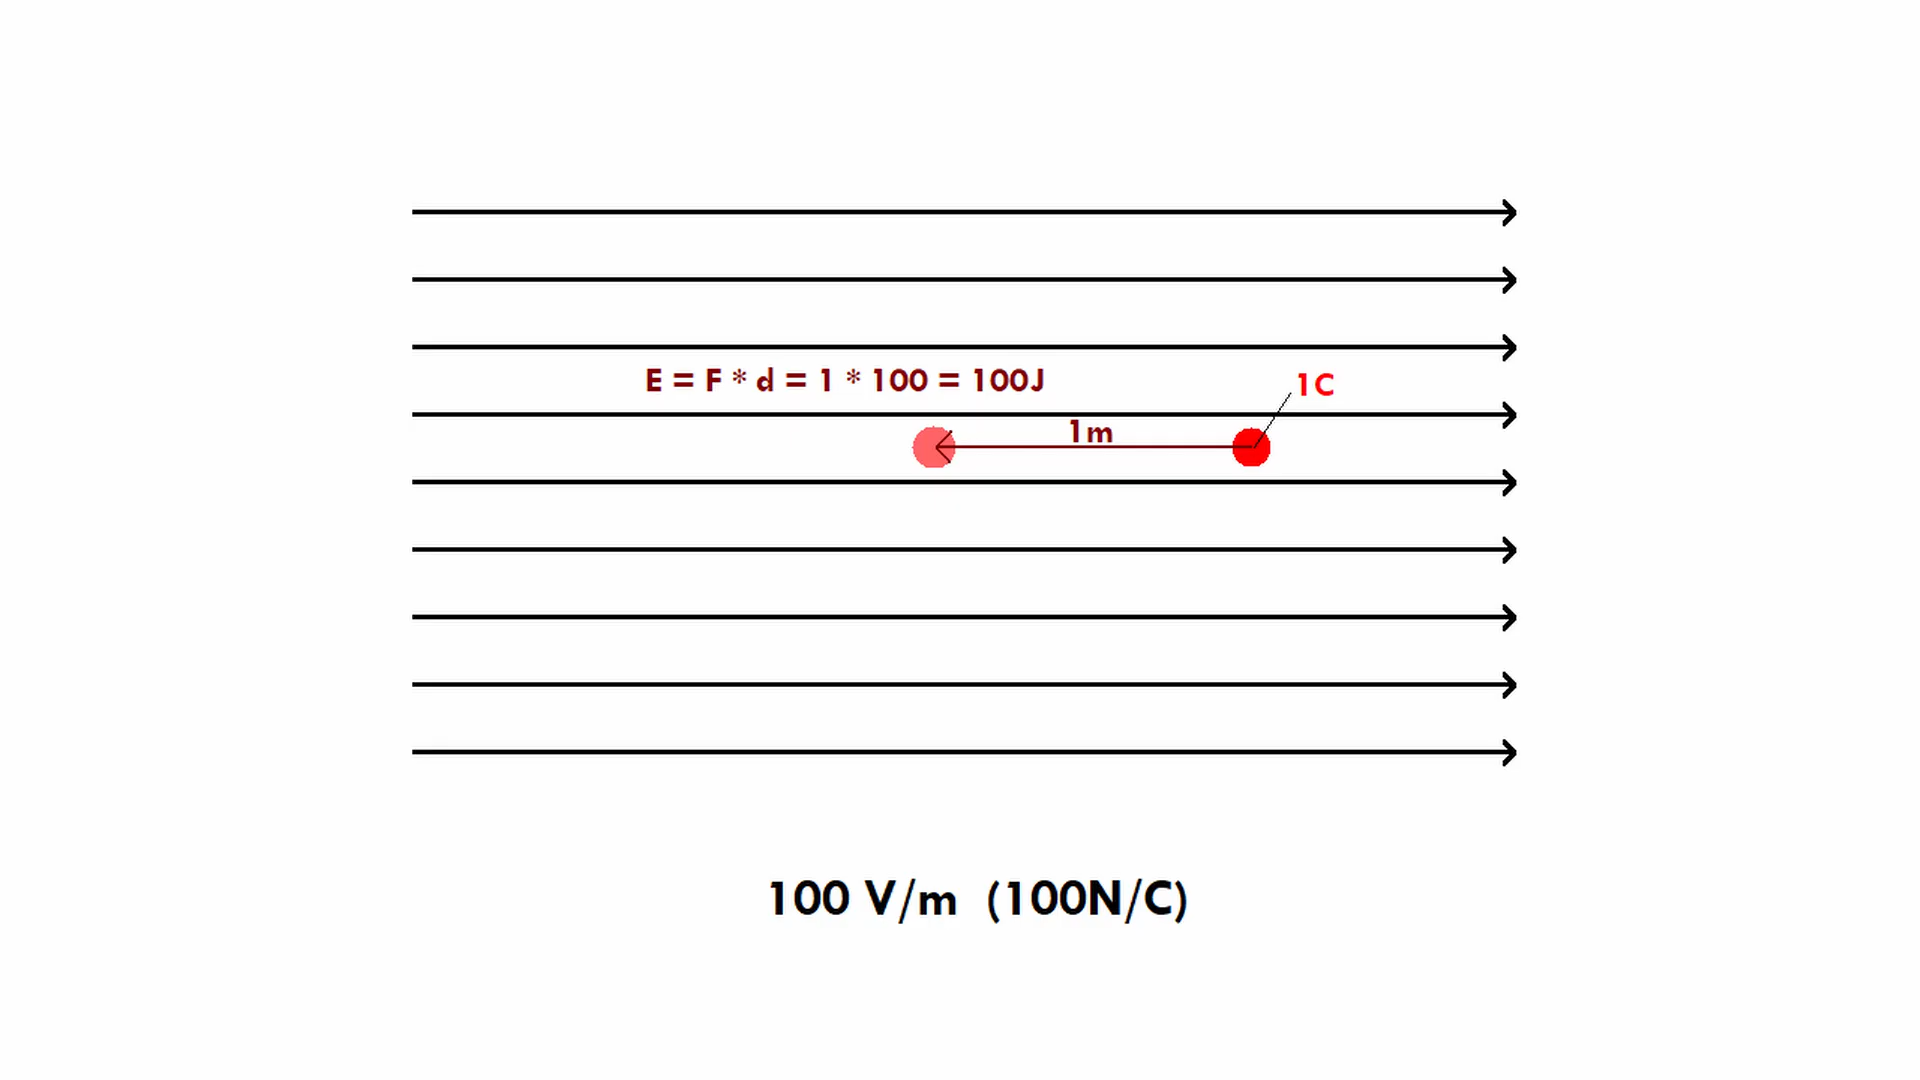 E = F * d = 1 * 100 = 100J
1C
1m
100 V/m (100N/C)